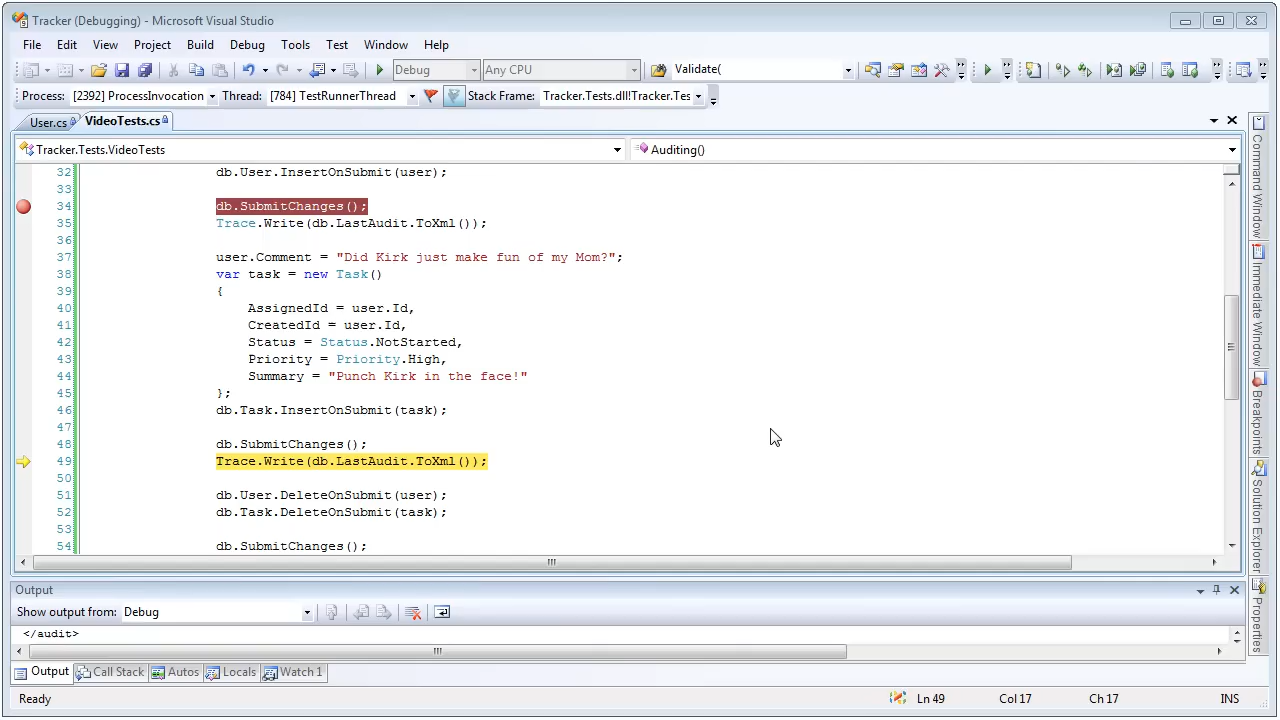 Tracker (Debugging) - Microsoft Visual Studio
File Edit View Project Build Debug Tools Test Window Help
Debug Any CPU Validate(
Process: [2392] ProcessInvocation Thread: [784] TestRunnerThread Stack Frame: Tracker.Tests.dll!Tracker.Tes
User.cs VideoTests.cs
Tracker.Tests.VideoTests Auditing()
32 db.User.InsertOnSubmit(user);
33
34 db.SubmitChanges();
35 Trace.Write(db.LastAudit.ToXml());
36
37 user.Comment = "Did Kirk just make fun of my Mom?";
38 var task = new Task()
39 {
40 AssignedId = user.Id,
41 CreatedId = user.Id,
42 Status = Status.NotStarted,
43 Priority = Priority.High,
44 Summary = "Punch Kirk in the face!"
45 };
46 db.Task.InsertOnSubmit(task);
47
48 db.SubmitChanges();
49 Trace.Write(db.LastAudit.ToXml());
50
51 db.User.DeleteOnSubmit(user);
52 db.Task.DeleteOnSubmit(task);
53
54 db.SubmitChanges();
Command Window
Immediate Window
Breakpoints
Solution Explorer
Properties
Output
Show output from: Debug
</audit>
Output Call Stack Autos Locals Watch 1
Ready Ln 49 Col 17 Ch 17 INS